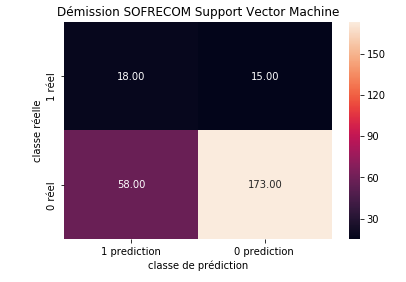 Démission SOFRECOM Support Vector Machine
classe réelle
1 réel
18.00
15.00
0 réel
58.00
173.00
1 prediction
0 prediction
classe de prédiction
150
120
90
60
30